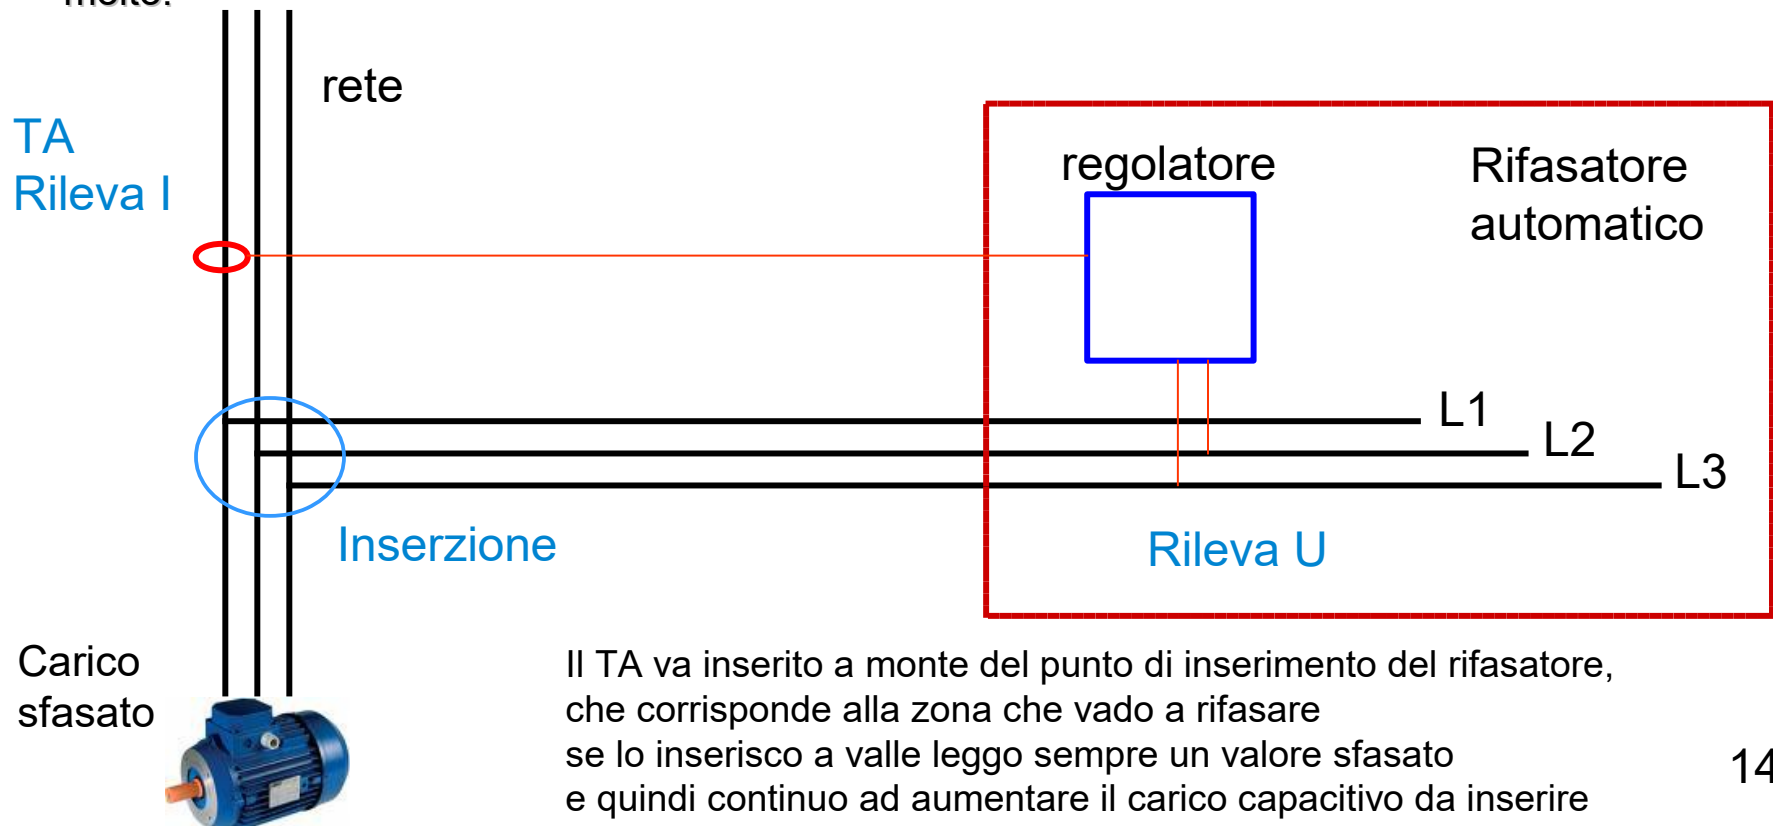 molto.
rete
TA
Rileva I
regolatore
Rifasatore
automatico
L1
L2
L3
Inserzione
Rileva U
Carico
sfasato
Il TA va inserito a monte del punto di inserimento del rifasatore,
che corrisponde alla zona che vado a rifasare
se lo inserisco a valle leggo sempre un valore sfasato
e quindi continuo ad aumentare il carico capacitivo da inserire
14